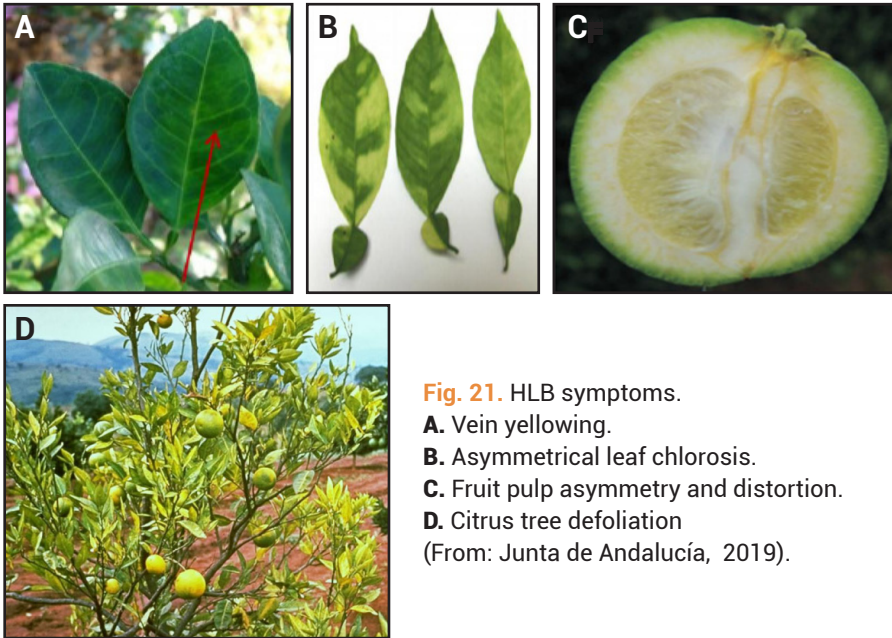 A
B
C
D
Fig. 21. HLB symptoms.
A. Vein yellowing.
B. Asymmetrical leaf chlorosis.
C. Fruit pulp asymmetry and distortion.
D. Citrus tree defoliation
(From: Junta de Andalucía, 2019).